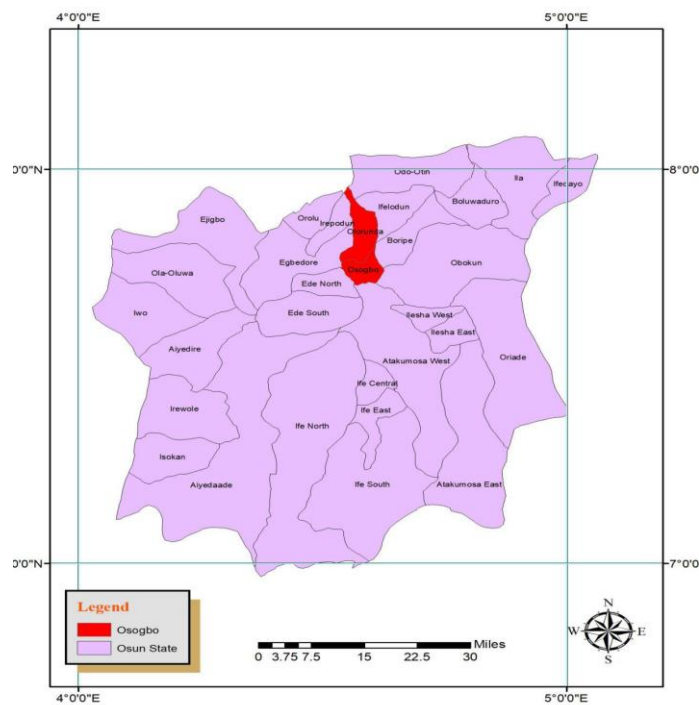 4°0'0"E
5°0'0"E
0'0"N
8°0'0"
Odo-Otin
Ila
Ifedayo
Boluwaduro
Ifelodun
Orolu
Irepodun
Olorunda
Boripe
Ejigbo
Egbedore
Obokun
Osogbo
Ola-Oluwa
Ede North
Iwo
Ede South
Ilesha West
Ilesha East
Aiyedire
Atakumosa West
Oriade
Ife Central
Irewole
Ife East
Ife North
Isokan
Aiyedaade
Ife South
Atakumosa East
0'0"N
7°0'0
Legend
Osogbo
Osun State
Miles
0 3.75 7.5 15 22.5 30
N
W E
S
4°0'0"E
5°0'0"E